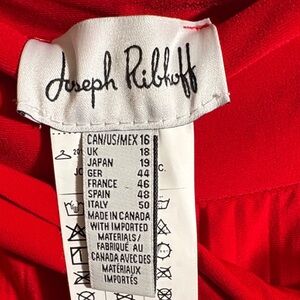 Joseph Ribkoff
CAN/US/MEX 16
UK 18
JAPAN 19
GER 44
FRANCE 46
SPAIN 48
ITALY 50
MADE IN CANADA
WITH IMPORTED
MATERIALS/
FABRIQUÉ AU
CANADA AVEC DES
MATÉRIAUX
IMPORTÉS